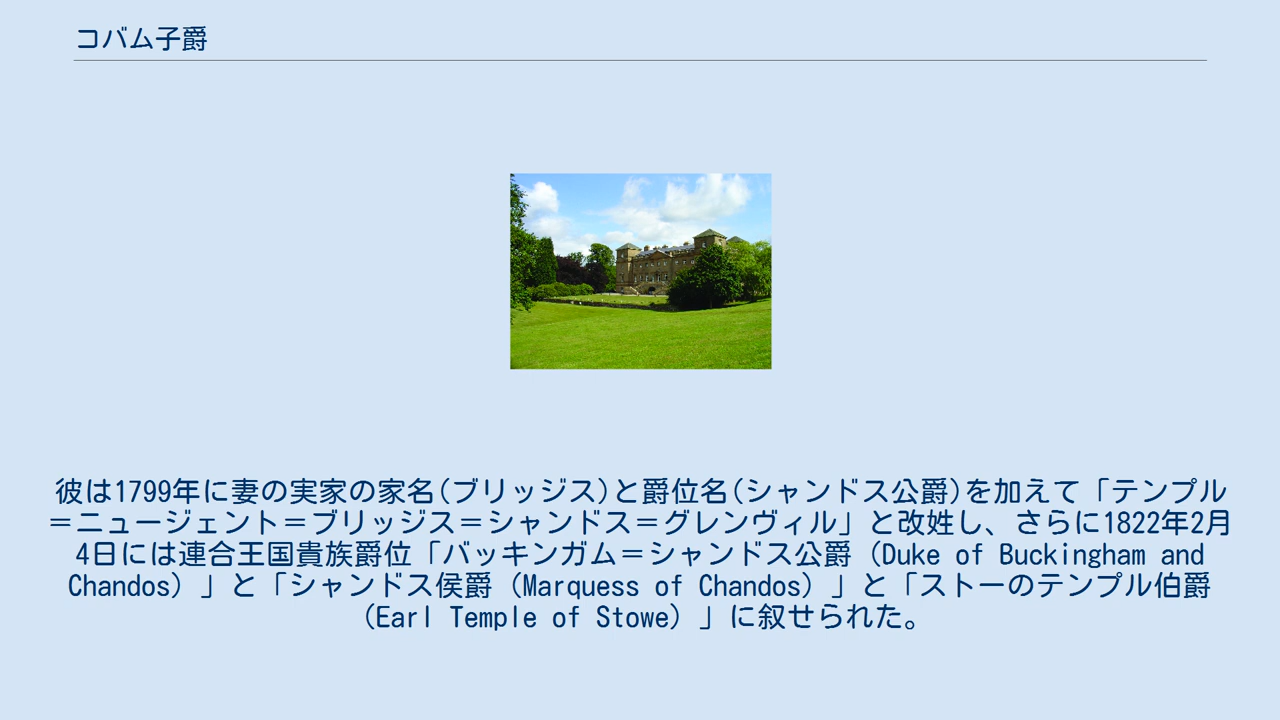 コバム子爵
彼は1799年に妻の実家の家名(ブリッジス)と爵位名(シャンドス公爵)を加えて「テンプル
＝ニュージェント＝ブリッジス＝シャンドス＝グレンヴィル」と改姓し、さらに1822年2月
4日には連合王国貴族爵位「バッキンガム＝シャンドス公爵（Duke of Buckingham and
Chandos）」と「シャンドス侯爵（Marquess of Chandos）」と「ストーのテンプル伯爵
（Earl Temple of Stowe）」に叙せられた。